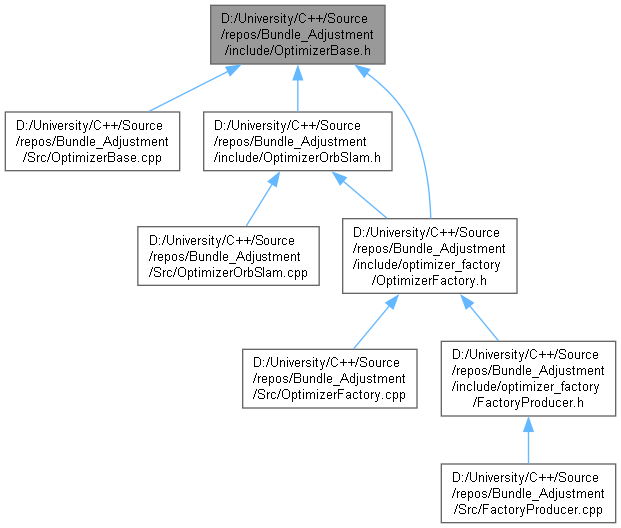 D:/University/C++/Source
/repos/Bundle_Adjustment
/include/OptimizerBase.h
D:/University/C++/Source
/repos/Bundle_Adjustment
/Src/OptimizerBase.cpp
D:/University/C++/Source
/repos/Bundle_Adjustment
/include/OptimizerOrbSlam.h
D:/University/C++/Source
/repos/Bundle_Adjustment
/Src/OptimizerOrbSlam.cpp
D:/University/C++/Source
/repos/Bundle_Adjustment
/include/optimizer_factory
/OptimizerFactory.h
D:/University/C++/Source
/repos/Bundle_Adjustment
/Src/OptimizerFactory.cpp
D:/University/C++/Source
/repos/Bundle_Adjustment
/include/optimizer_factory
/FactoryProducer.h
D:/University/C++/Source
/repos/Bundle_Adjustment
/Src/FactoryProducer.cpp